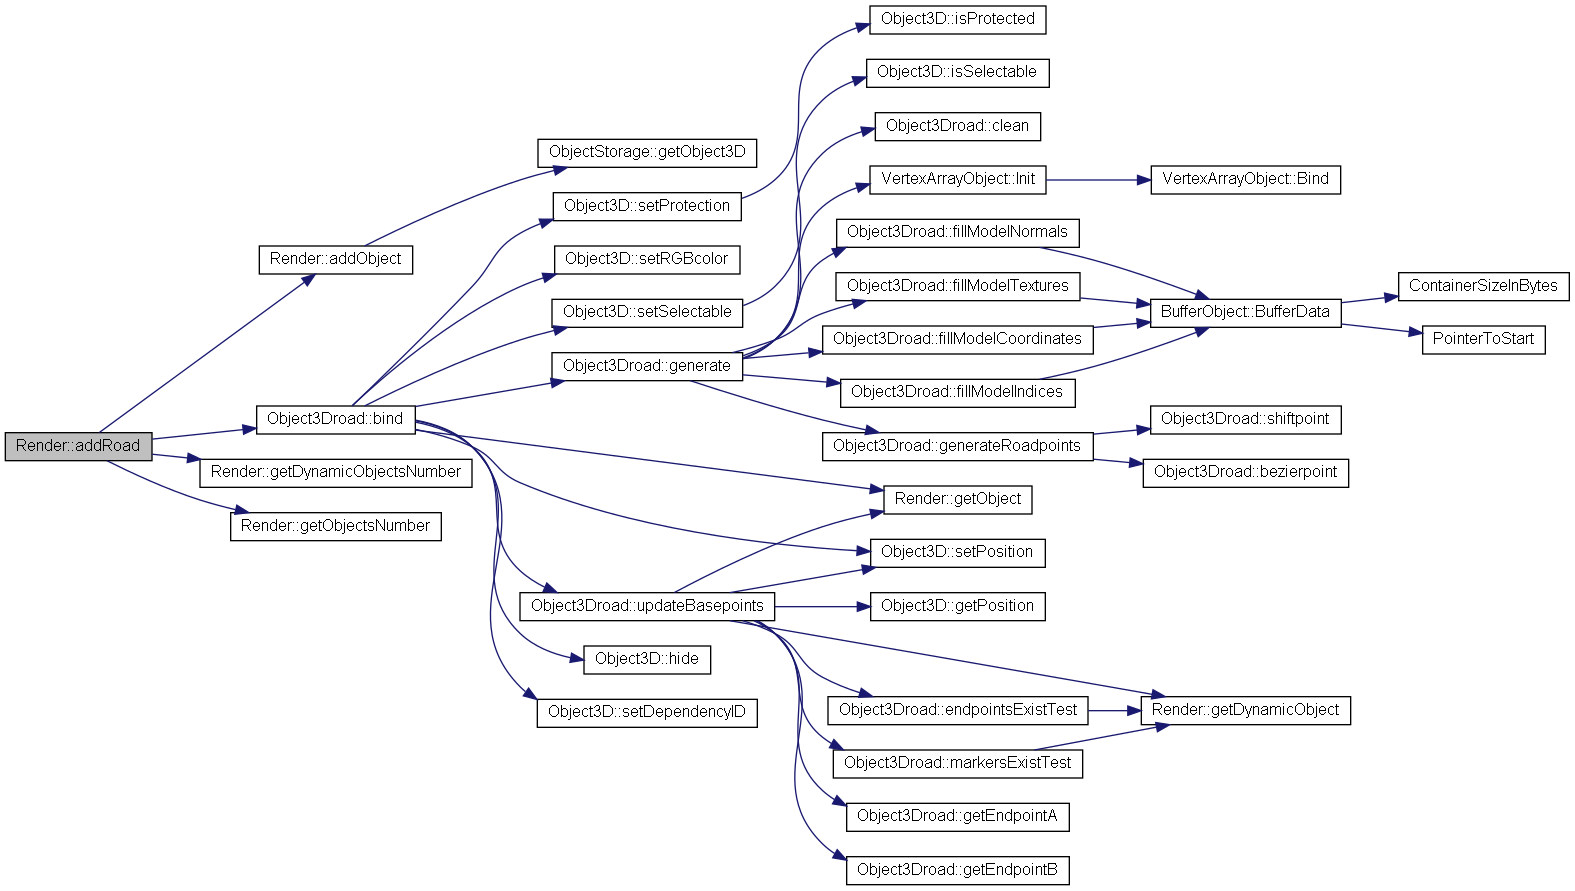 Render::addRoad
Render::addObject
Object3Droad::bind
Render::getDynamicObjectsNumber
Render::getObjectsNumber
ObjectStorage::getObject3D
Object3D::setProtection
Object3D::setRGBcolor
Object3D::setSelectable
Object3Droad::generate
Object3Droad::updateBasepoints
Object3D::hide
Object3D::setDependencyID
Object3D::isProtected
Object3D::isSelectable
Object3Droad::clean
VertexArrayObject::Init
Object3Droad::fillModelNormals
Object3Droad::fillModelTextures
Object3Droad::fillModelCoordinates
Object3Droad::fillModelIndices
Object3Droad::generateRoadpoints
Render::getObject
Object3D::setPosition
Object3D::getPosition
Object3Droad::endpointsExistTest
Object3Droad::markersExistTest
Object3Droad::getEndpointA
Object3Droad::getEndpointB
VertexArrayObject::Bind
BufferObject::BufferData
Object3Droad::shiftpoint
Object3Droad::bezierpoint
Render::getDynamicObject
ContainerSizeInBytes
PointerToStart